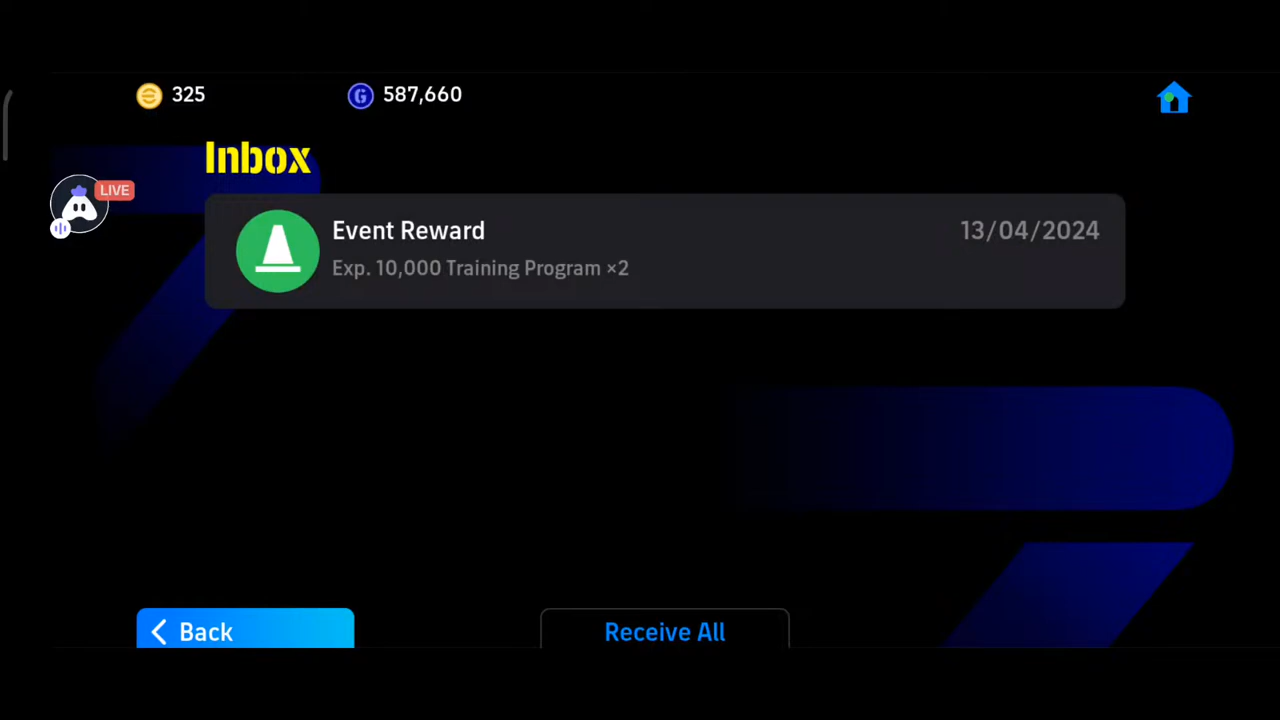 325
587,660
Inbox
LIVE
Event Reward
13/04/2024
Exp. 10,000 Training Program ×2
Back
Receive All